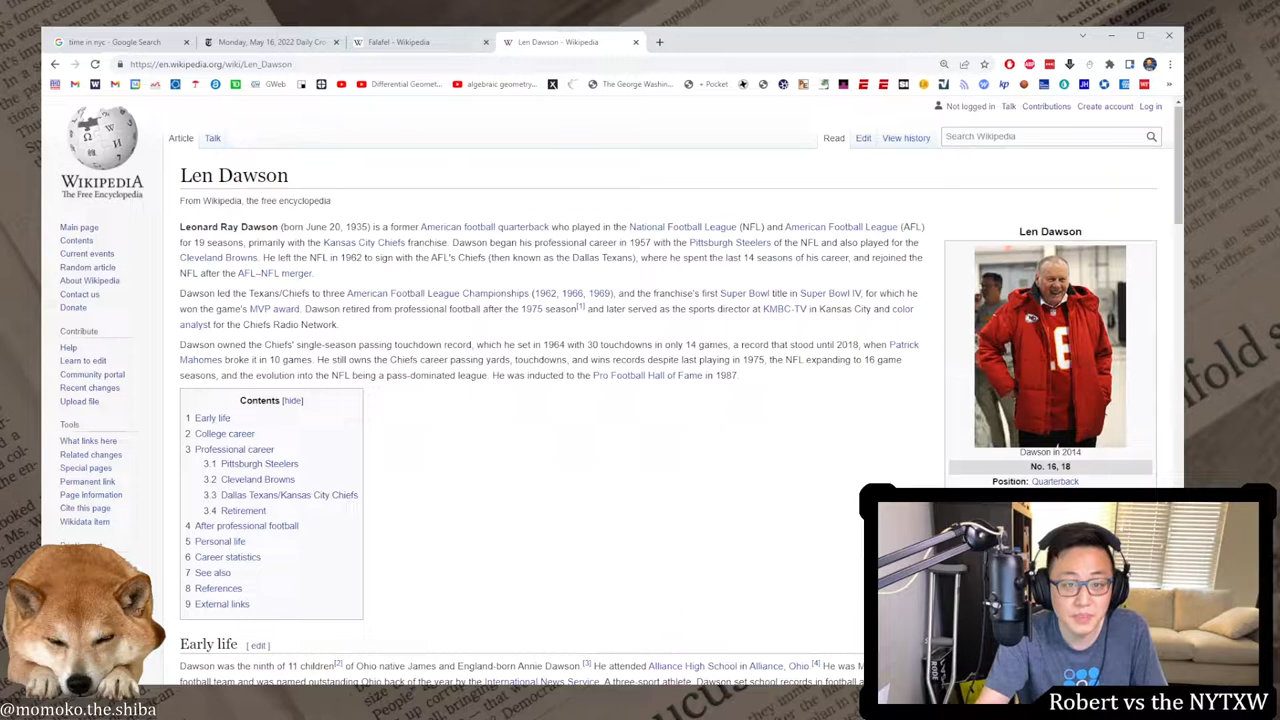 time in nyc - Google Search
Monday, May 16, 2022 Daily Cro
Falafel - Wikipedia
Len Dawson - Wikipedia
https://en.wikipedia.org/wiki/Len_Dawson
GWeb
Differential Geomet...
algebraic geometry...
The George Washin...
Pocket
Not logged in Talk Contributions Create account Log in
Article Talk
Read Edit View history
Search Wikipedia
WIKIPEDIA
The Free Encyclopedia
Main page
Contents
Current events
Random article
About Wikipedia
Contact us
Donate
Contribute
Help
Learn to edit
Community portal
Recent changes
Upload file
Tools
What links here
Related changes
Special pages
Permanent link
Page information
Cite this page
Wikidata item
Len Dawson
From Wikipedia, the free encyclopedia
Leonard Ray Dawson (born June 20, 1935) is a former American football quarterback who played in the National Football League (NFL) and American Football League (AFL)
for 19 seasons, primarily with the Kansas City Chiefs franchise. Dawson began his professional career in 1957 with the Pittsburgh Steelers of the NFL and also played for the
Cleveland Browns. He left the NFL in 1962 to sign with the AFL's Chiefs (then known as the Dallas Texans), where he spent the last 14 seasons of his career, and rejoined the
NFL after the AFL–NFL merger.
Dawson led the Texans/Chiefs to three American Football League Championships (1962, 1966, 1969), and the franchise's first Super Bowl title in Super Bowl IV, for which he
won the game's MVP award. Dawson retired from professional football after the 1975 season[1] and later served as the sports director at KMBC-TV in Kansas City and color
analyst for the Chiefs Radio Network.
Dawson owned the Chiefs' single-season passing touchdown record, which he set in 1964 with 30 touchdowns in only 14 games, a record that stood until 2018, when Patrick
Mahomes broke it in 10 games. He still owns the Chiefs career passing yards, touchdowns, and wins records despite last playing in 1975, the NFL expanding to 16 game
seasons, and the evolution into the NFL being a pass-dominated league. He was inducted to the Pro Football Hall of Fame in 1987.
Contents [hide]
1 Early life
2 College career
3 Professional career
3.1 Pittsburgh Steelers
3.2 Cleveland Browns
3.3 Dallas Texans/Kansas City Chiefs
3.4 Retirement
4 After professional football
5 Personal life
6 Career statistics
7 See also
8 References
9 External links
Early life [ edit ]
Dawson was the ninth of 11 children[2] of Ohio native James and England-born Annie Dawson.[3] He attended Alliance High School in Alliance, Ohio.[4] He was M
football team and was named outstanding Ohio back of the year by the International News Service. A three-sport athlete, Dawson set school records in football a
Len Dawson
Dawson in 2014
No. 16, 18
Position: Quarterback
@momoko.the.shiba
Robert vs the NYTXW